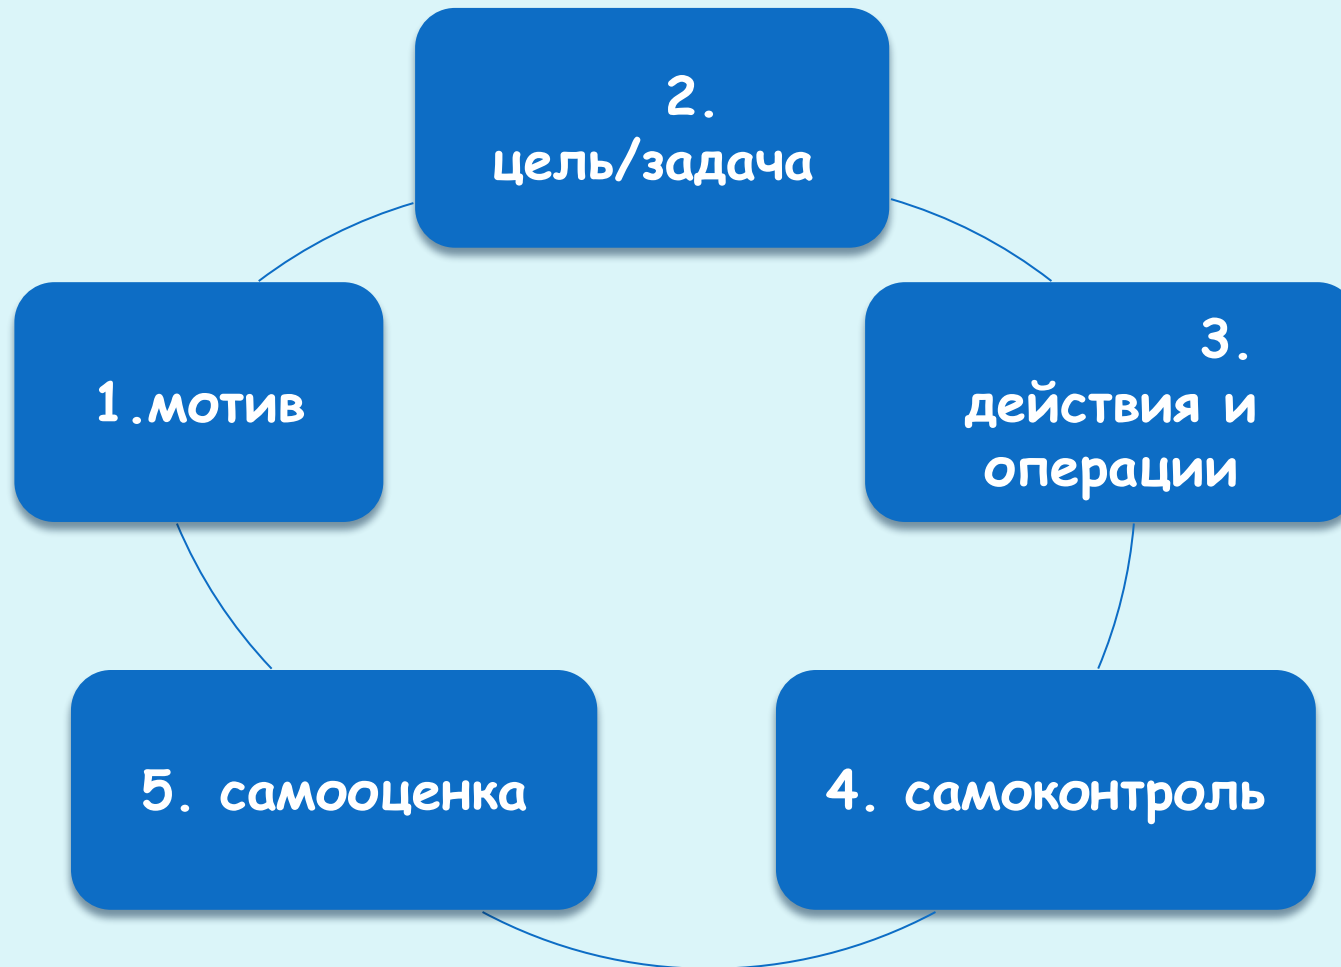 1.мотив
2.
цель/задача
3.
действия и
операции
4. самоконтроль
5. самооценка